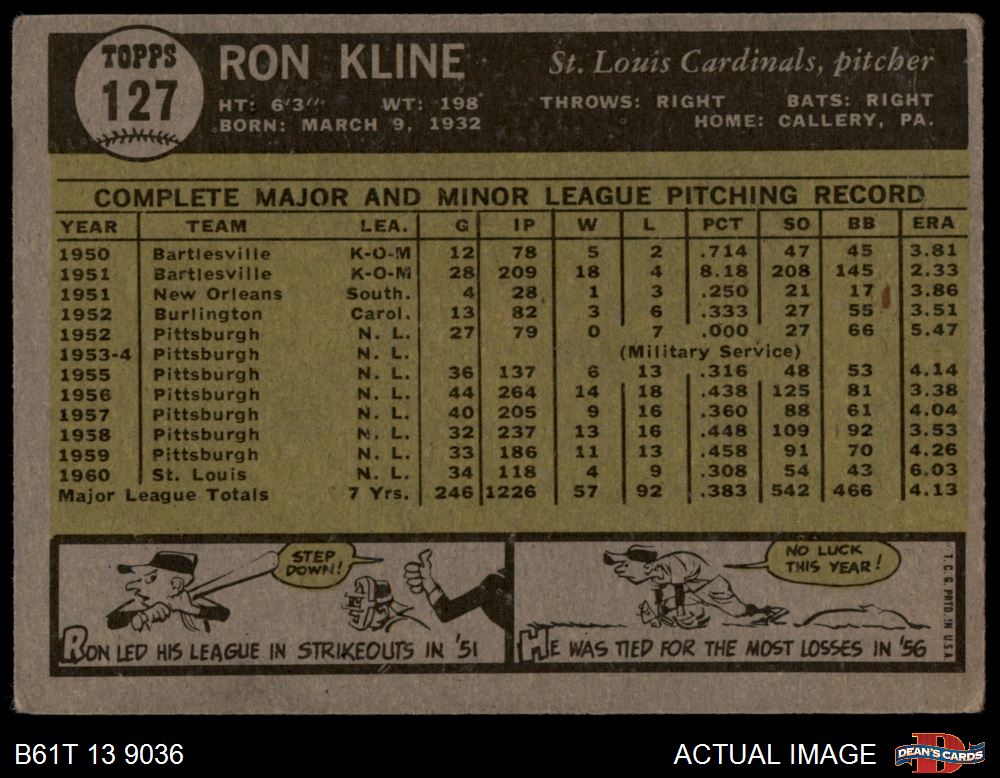 TOPPS
127
RON KLINE
St. Louis Cardinals, pitcher
HT: 6'3" WT: 198 THROWS: RIGHT BATS: RIGHT
BORN: MARCH 9, 1932 HOME: CALLERY, PA.
COMPLETE MAJOR AND MINOR LEAGUE PITCHING RECORD
YEAR TEAM LEA. G IP W L PCT SO BB ERA
1950 Bartlesville K-O-M 12 78 5 2 .714 47 45 3.81
1951 Bartlesville K-O-M 28 209 18 4 8.18 208 145 2.33
1951 New Orleans South. 4 28 1 3 .250 21 17 3.86
1952 Burlington Carol. 13 82 3 6 .333 27 55 3.51
1952 Pittsburgh N. L. 27 79 0 7 .000 27 66 5.47
1953-4 Pittsburgh N. L. (Military Service)
1955 Pittsburgh N. L. 36 137 6 13 .316 48 53 4.14
1956 Pittsburgh N. L. 44 264 14 18 .438 125 81 3.38
1957 Pittsburgh N. L. 40 205 9 16 .360 88 61 4.04
1958 Pittsburgh N. L. 32 237 13 16 .448 109 92 3.53
1959 Pittsburgh N. L. 33 186 11 13 .458 91 70 4.26
1960 St. Louis N. L. 34 118 4 9 .308 54 43 6.03
Major League Totals 7 Yrs. 246 1226 57 92 .383 542 466 4.13
STEP
DOWN!
RON LED HIS LEAGUE IN STRIKEOUTS IN '51
NO LUCK
THIS YEAR!
HE WAS TIED FOR THE MOST LOSSES IN '56
T. C. G. PRTD. IN U.S.A.
B61T 13 9036
ACTUAL IMAGE
DEAN'S CARDS